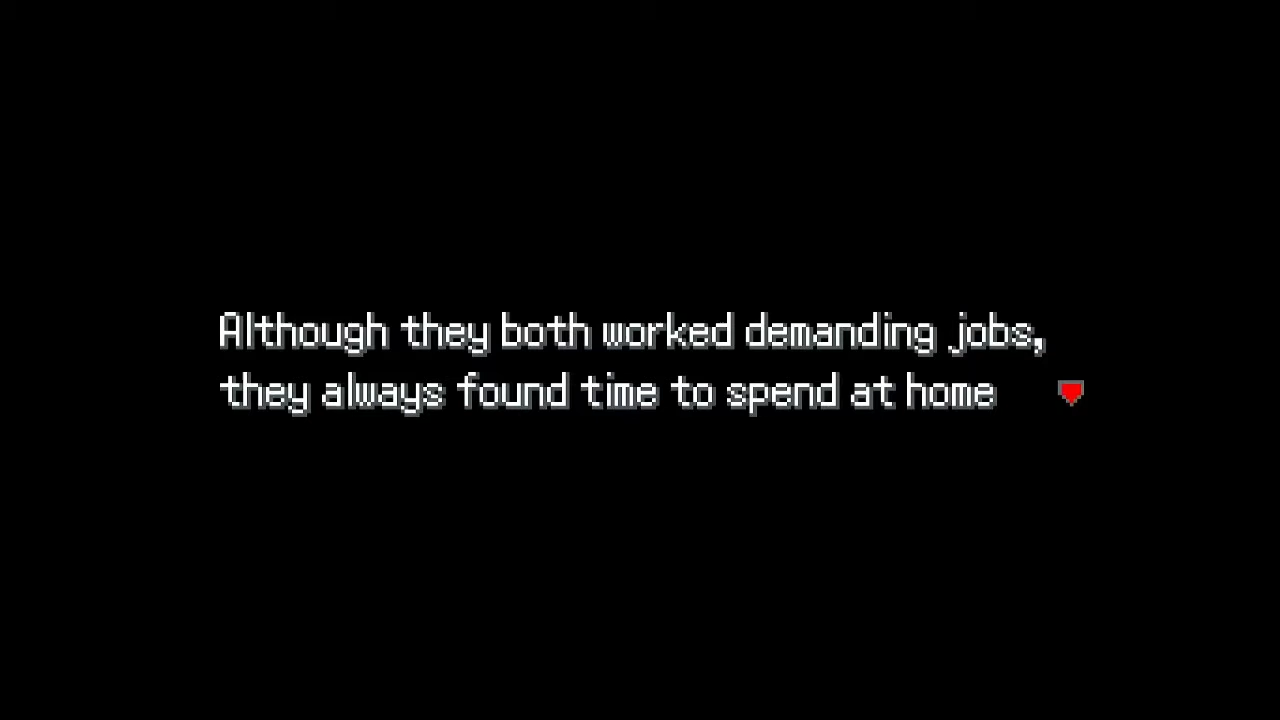 Although they both worked demanding jobs,
they always found time to spend at home